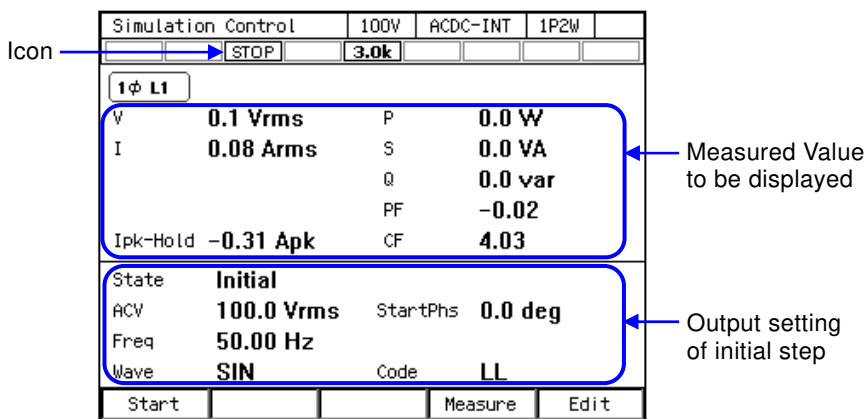 Simulation Control 100V ACDC-INT 1P2W
Icon STOP 3.0k
1φ L1
V 0.1 Vrms P 0.0 W
I 0.08 Arms S 0.0 VA
Q 0.0 var
PF -0.02
Ipk-Hold -0.31 Apk CF 4.03
Measured Value
to be displayed
State Initial
ACV 100.0 Vrms StartPhs 0.0 deg
Freq 50.00 Hz
Wave SIN Code LL
Output setting
of initial step
Start Measure Edit